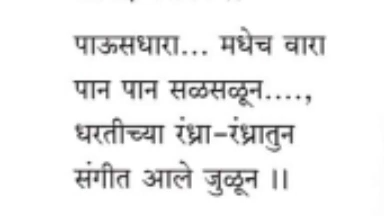 पाऊसधारा... मधेच वारा
पान पान सळसळून....,
धरतीच्या रंध्रा-रंध्रातुन
संगीत आले जुळून ॥